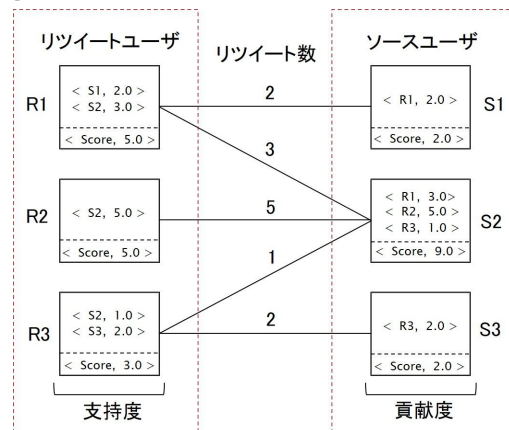 リツイートユーザ
リツイート数
ソースユーザ
R1
< S1, 2.0 >
< S2, 3.0 >
< Score, 5.0 >
2
< R1, 2.0 >
< Score, 2.0 >
S1
3
R2
< S2, 5.0 >
< Score, 5.0 >
5
< R1, 3.0>
< R2, 5.0 >
< R3, 1.0 >
< Score, 9.0 >
S2
1
R3
< S2, 1.0 >
< S3, 2.0 >
< Score, 3.0 >
2
< R3, 2.0 >
< Score, 2.0 >
S3
支持度
貢献度